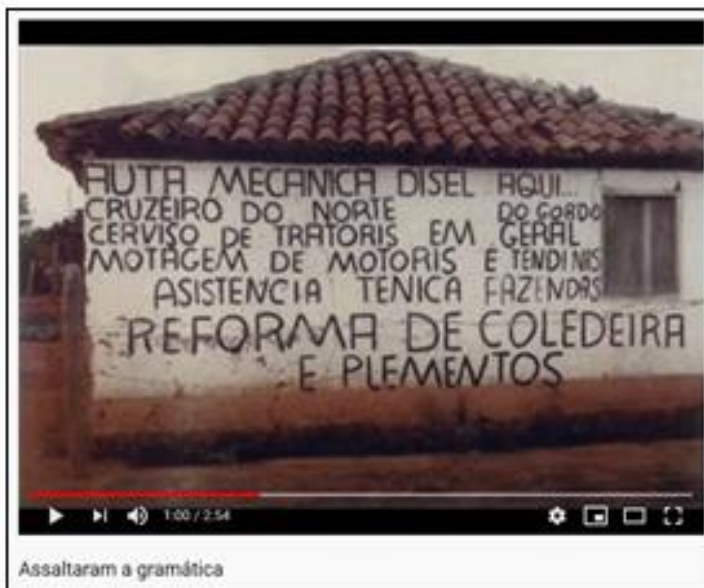 AUTA MECANICA DISEL AQUI...
CRUZEIRO DO NORTE DO GORDO
CERVISO DE TRATORIS EM GERAL
MOTAGEM DE MOTORIS E TENDINIS
ASISTENCIA TENICA FAZENDAS
REFORMA DE COLEDEIRA
E PLEMENTOS
1:00 / 2:54
Assaltaram a gramática